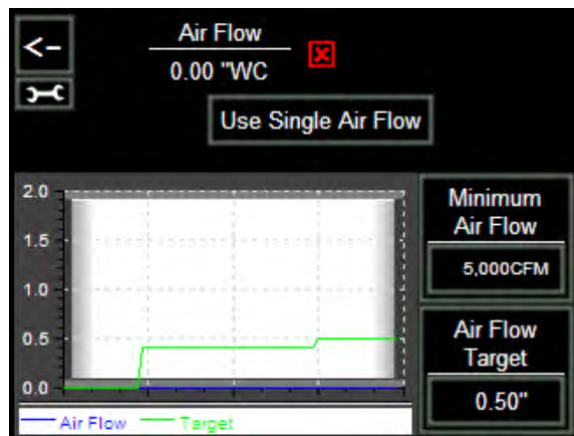 <-
Air Flow
0.00 "WC
Use Single Air Flow
2.0
1.5
1.0
0.5
0.0
Air Flow
Target
Minimum
Air Flow
5,000CFM
Air Flow
Target
0.50"